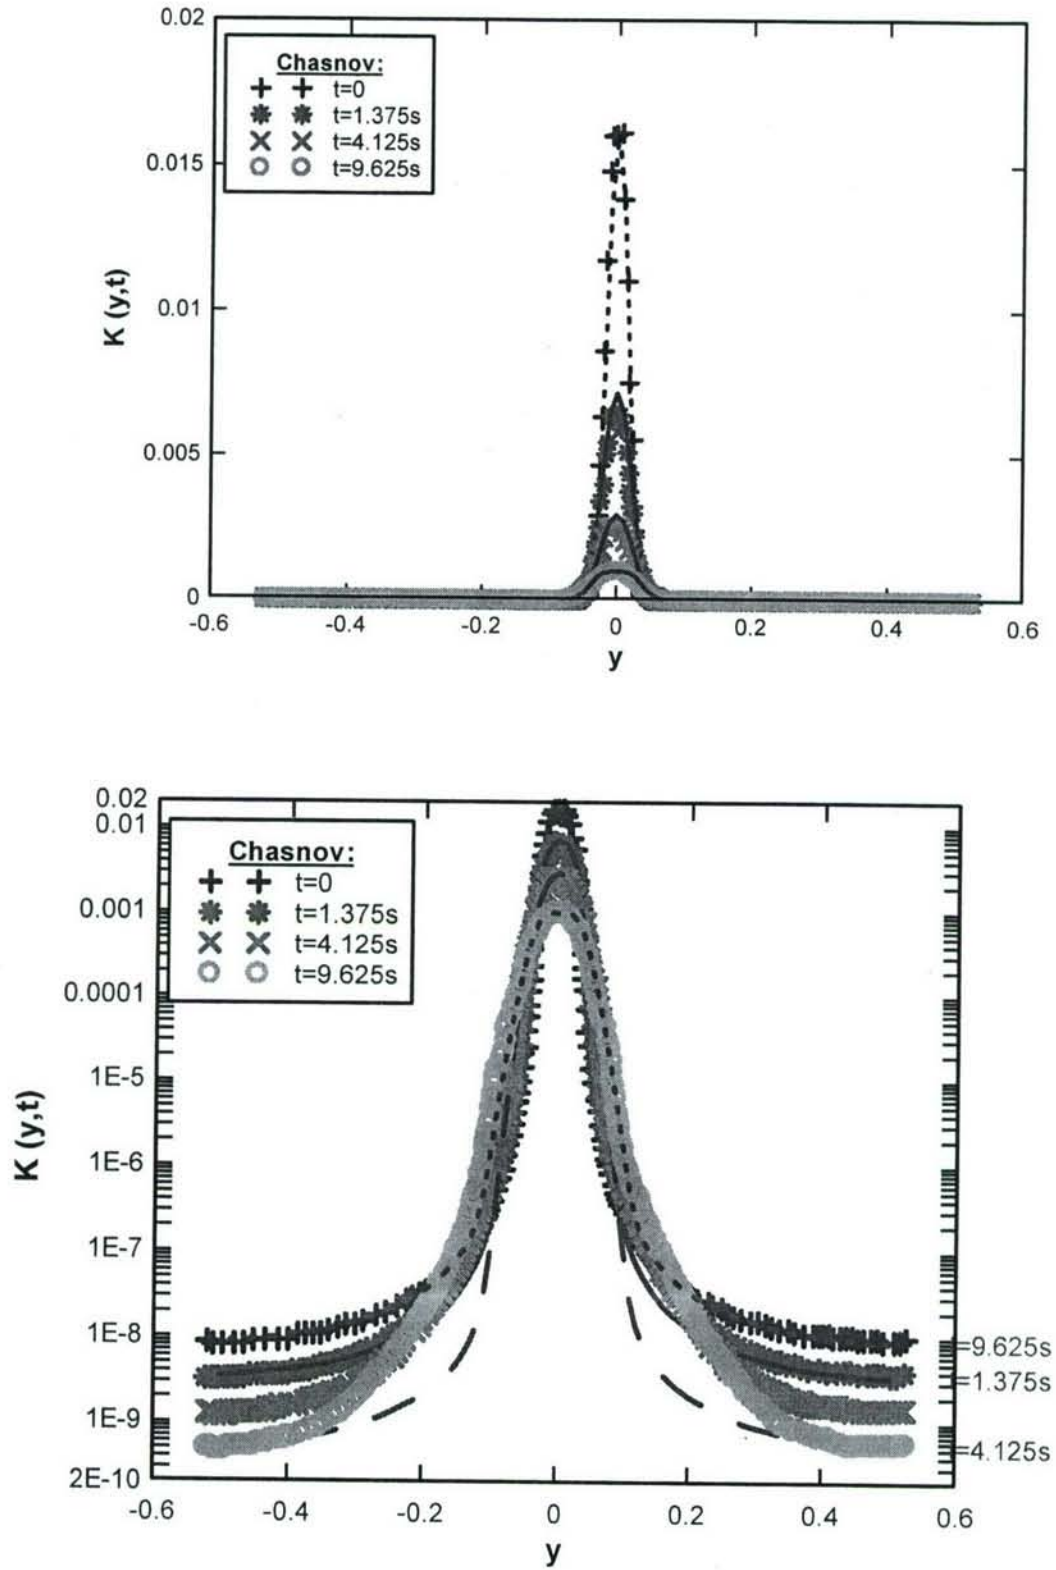 0.02
Chasnov:
t=0
t=1.375s
t=4.125s
t=9.625s
0.015
0.01
0.005
0
K (y,t)
-0.6 -0.4 -0.2 0 0.2 0.4 0.6
y
0.02
0.01
0.001
0.0001
1E-5
1E-6
1E-7
1E-8
1E-9
2E-10
K (y,t)
Chasnov:
t=0
t=1.375s
t=4.125s
t=9.625s
=9.625s
=1.375s
=4.125s
-0.6 -0.4 -0.2 0 0.2 0.4 0.6
y